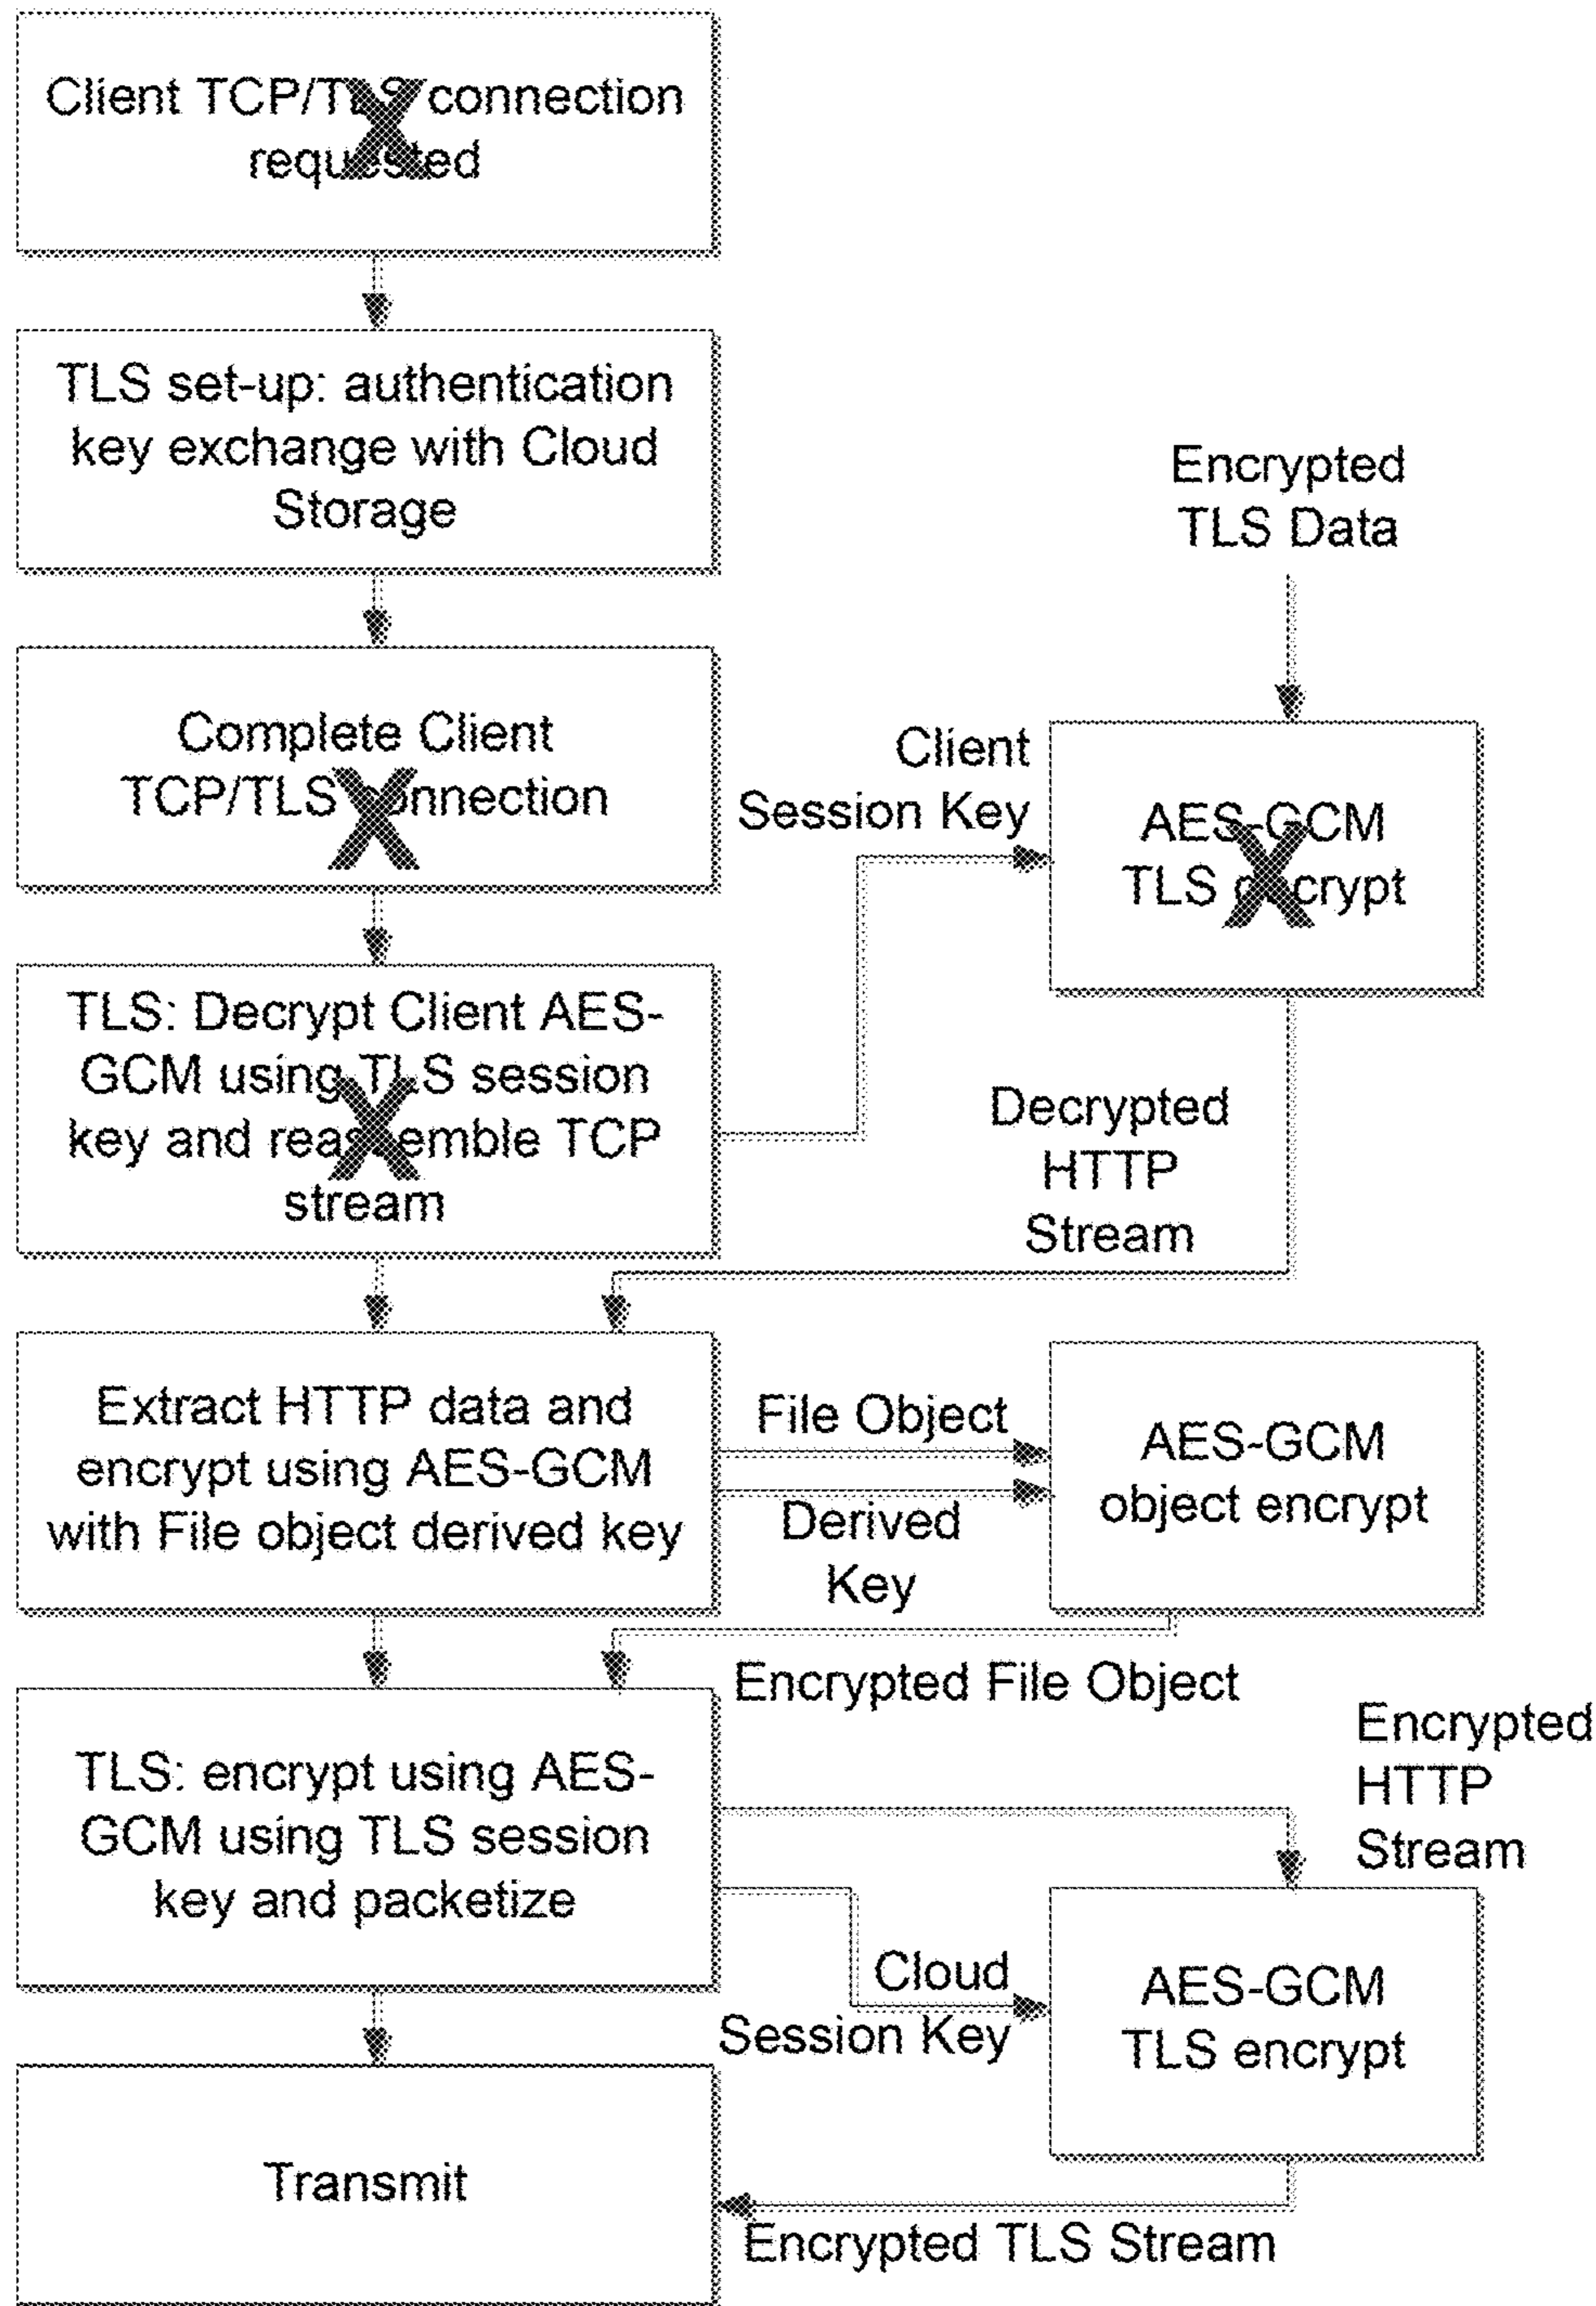 Client TCP/TLS connection
requested
X
TLS set-up: authentication
key exchange with Cloud
Storage
Encrypted
TLS Data
Complete Client
TCP/TLS connection
X
Client
Session Key
AES-GCM
TLS
X
TLS: Decrypt Client AES-
GCM using TLS session
key and reassemble TCP
stream
X
Decrypted
HTTP
Stream
Extract HTTP data and
encrypt using AES-GCM
with File object derived key
File Object
Derived
Key
AES-GCM
object encrypt
Encrypted File Object
TLS: encrypt using AES-
GCM using TLS session
key and packetize
Encrypted
HTTP
Stream
Cloud
Session Key
AES-GCM
TLS encrypt
Transmit
Encrypted TLS Stream